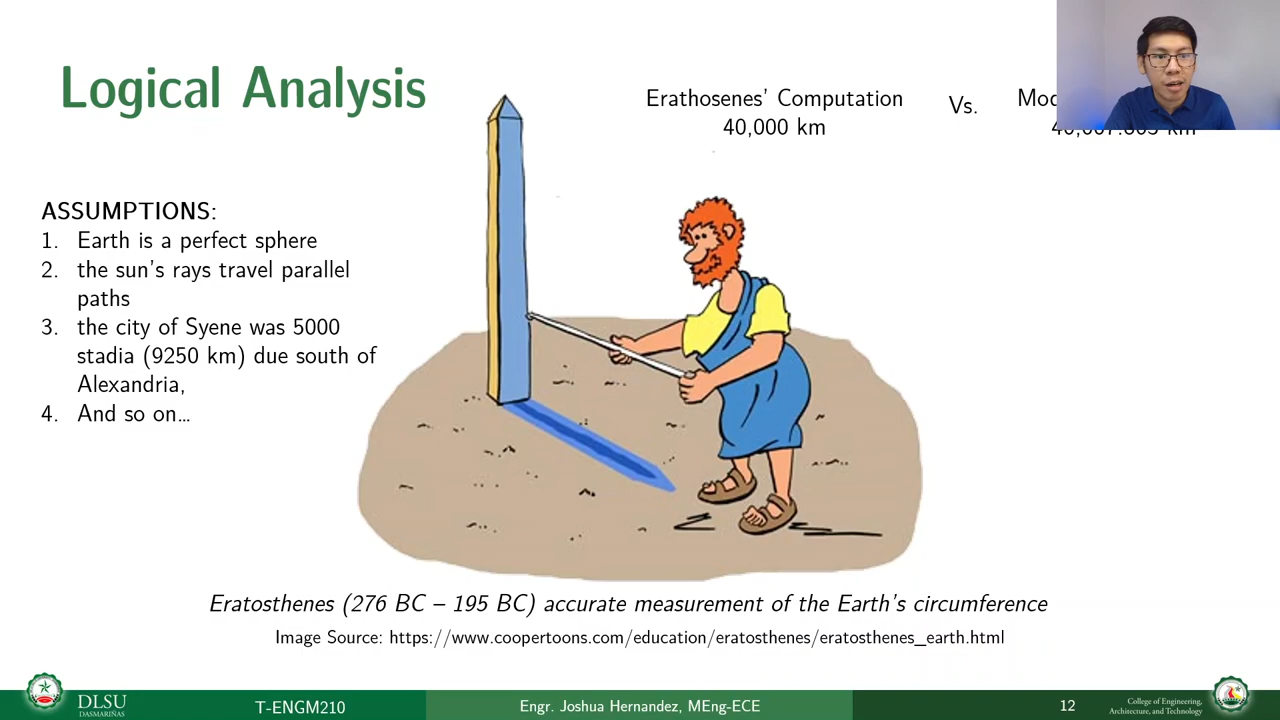 Logical Analysis
Erathosenes' Computation
40,000 km
Vs.
ASSUMPTIONS:
1. Earth is a perfect sphere
2. the sun's rays travel parallel
paths
3. the city of Syene was 5000
stadia (9250 km) due south of
Alexandria,
4. And so on…
Eratosthenes (276 BC – 195 BC) accurate measurement of the Earth's circumference
Image Source: https://www.coopertoons.com/education/eratosthenes/eratosthenes_earth.html
DLSU
DASMARIÑAS
T-ENGM210
Engr. Joshua Hernandez, MEng-ECE
12
College of Engineering,
Architecture, and Technology